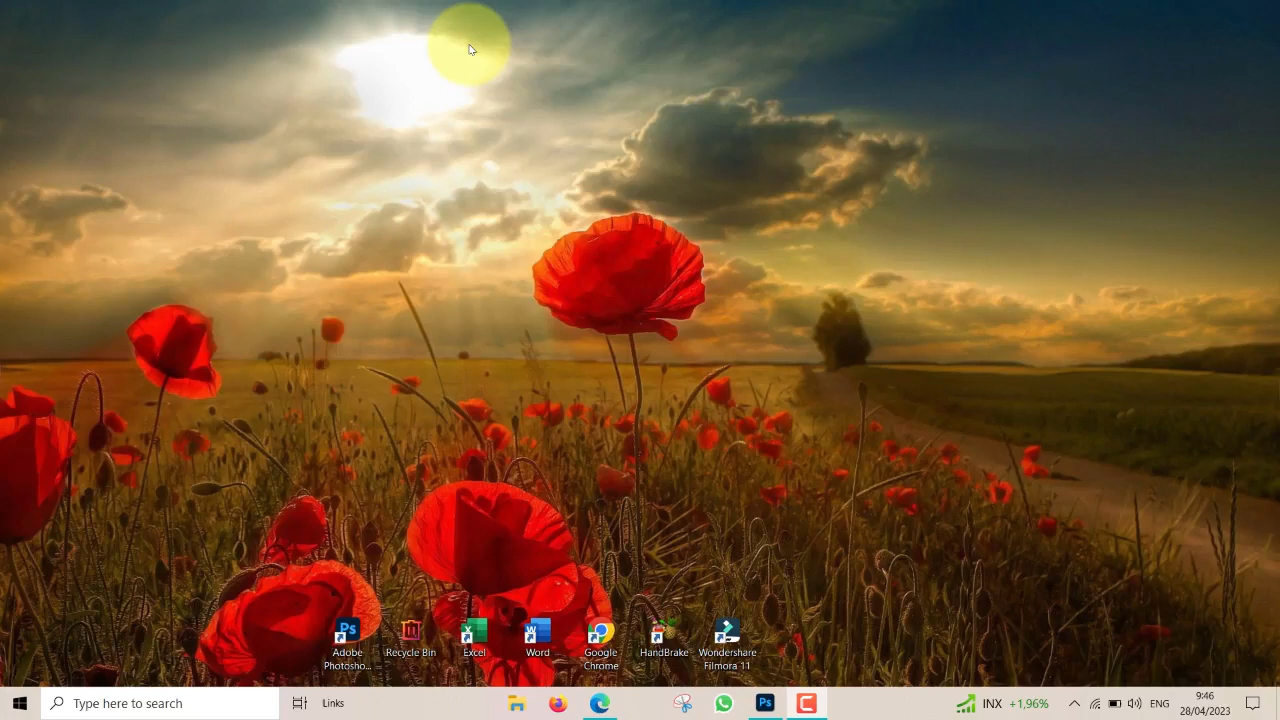 Adobe
Photosho...
Recycle Bin
Excel
Word
Google
Chrome
HandBrake
Wondershare
Filmora 11
Type here to search
Links
Ps
INX +1,96%
ENG
9:46
28/04/2023